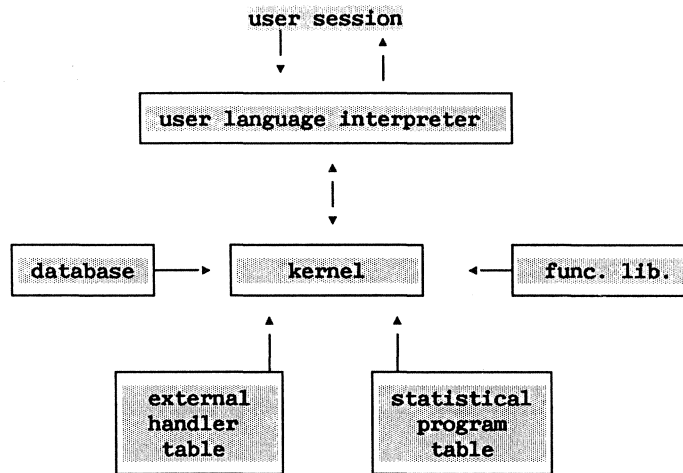 user session
user language interpreter
database
kernel
func. lib.
external
handler
table
statistical
program
table